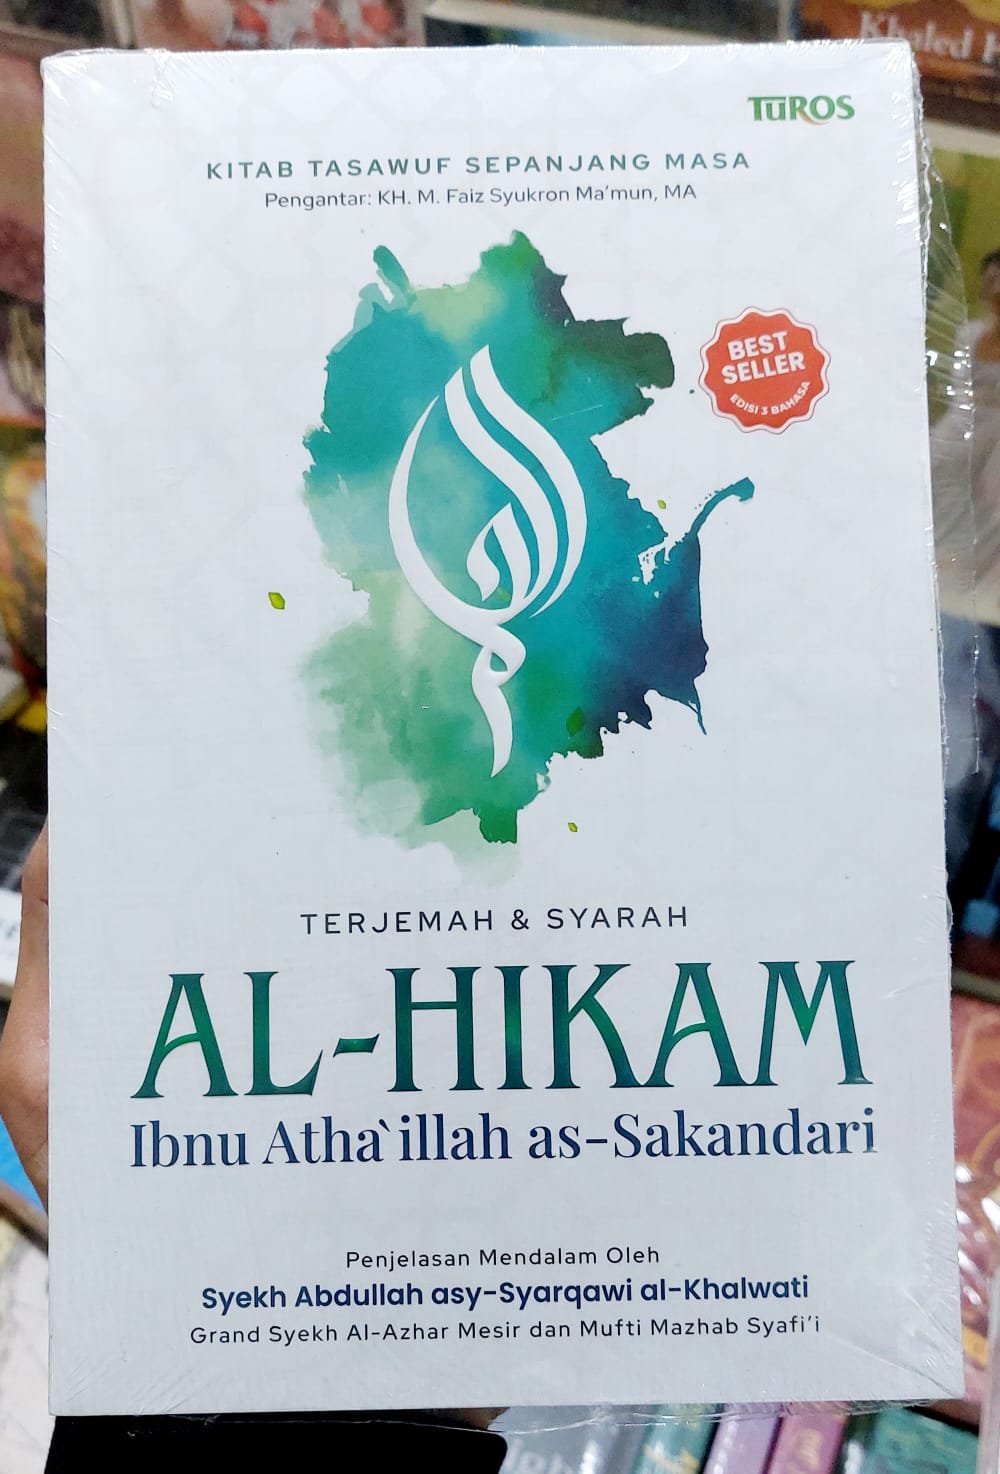 Khaled
TUROS
KITAB TASAWUF SEPANJANG MASA
Pengantar: KH. M. Faiz Syukron Ma'mun, MA
BEST
SELLER
EDISI 3 BAHASA
TERJEMAH & SYARAH
AL-HIKAM
Ibnu Atha`illah as-Sakandari
Penjelasan Mendalam Oleh
Syekh Abdullah asy-Syarqawi al-Khalwati
Grand Syekh Al-Azhar Mesir dan Mufti Mazhab Syafi'i